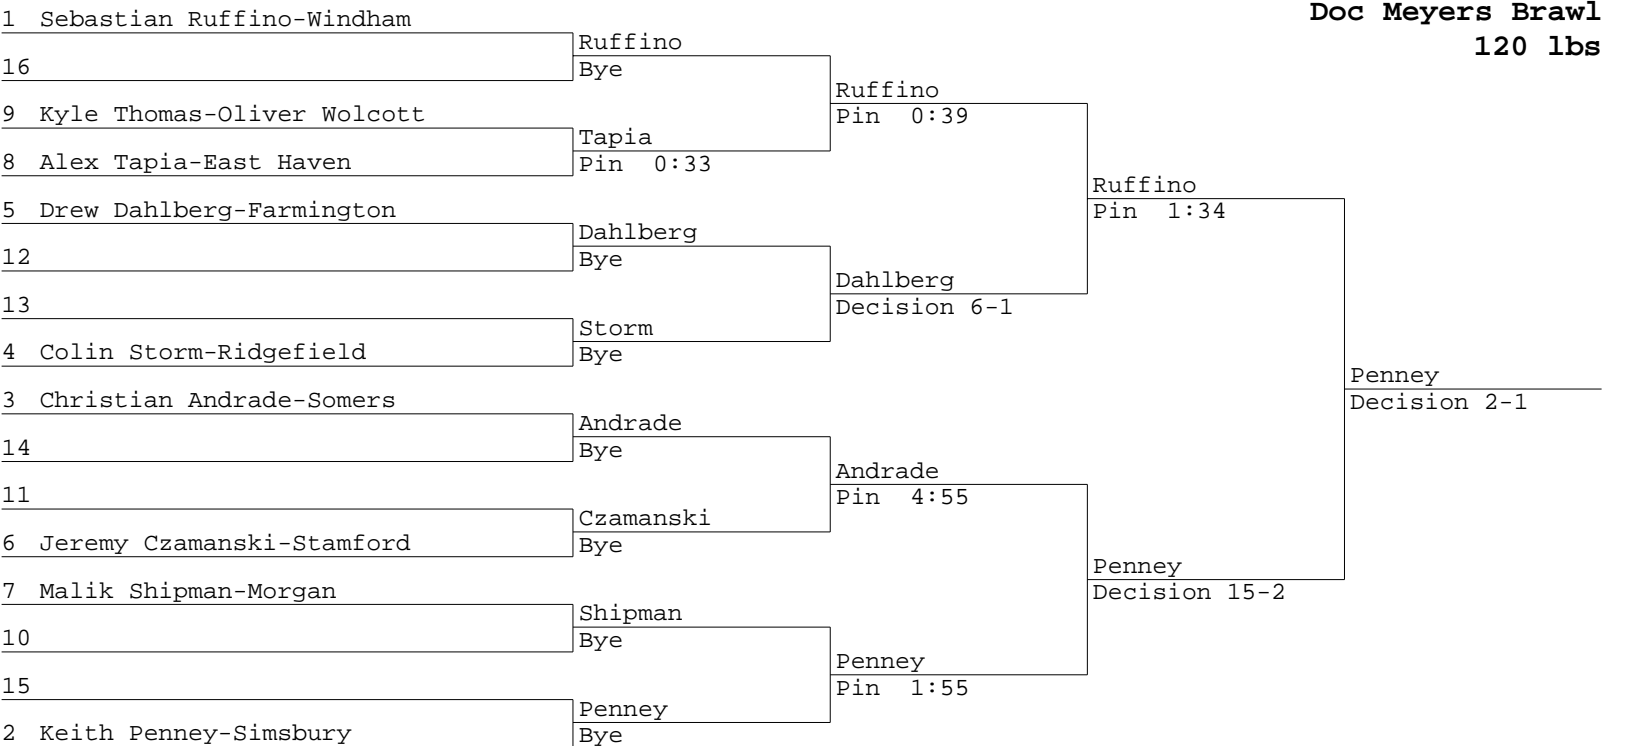 Doc Meyers Brawl
120 lbs
1 Sebastian Ruffino-Windham
16
9 Kyle Thomas-Oliver Wolcott
8 Alex Tapia-East Haven
5 Drew Dahlberg-Farmington
12
13
4 Colin Storm-Ridgefield
3 Christian Andrade-Somers
14
11
6 Jeremy Czamanski-Stamford
7 Malik Shipman-Morgan
10
15
2 Keith Penney-Simsbury
Ruffino
Bye
Tapia
Pin 0:33
Dahlberg
Bye
Storm
Bye
Andrade
Bye
Czamanski
Bye
Shipman
Bye
Penney
Bye
Ruffino
Pin 0:39
Dahlberg
Decision 6-1
Andrade
Pin 4:55
Penney
Pin 1:55
Ruffino
Pin 1:34
Penney
Decision 15-2
Penney
Decision 2-1